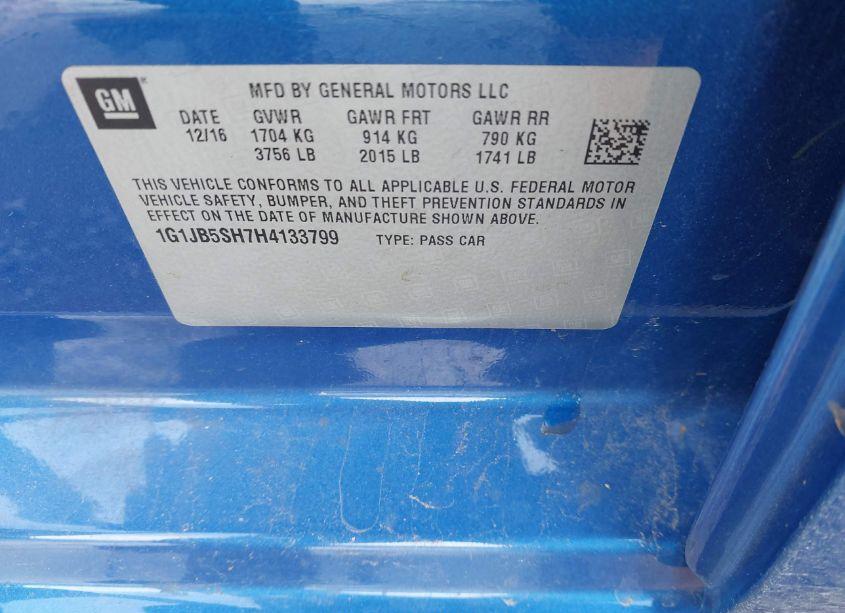 GM
MFD BY GENERAL MOTORS LLC
DATE GVWR GAWR FRT GAWR RR
12/16 1704 KG 914 KG 790 KG
3756 LB 2015 LB 1741 LB
THIS VEHICLE CONFORMS TO ALL APPLICABLE U.S. FEDERAL MOTOR
VEHICLE SAFETY, BUMPER, AND THEFT PREVENTION STANDARDS IN
EFFECT ON THE DATE OF MANUFACTURE SHOWN ABOVE.
1G1JB5SH7H4133799 TYPE: PASS CAR